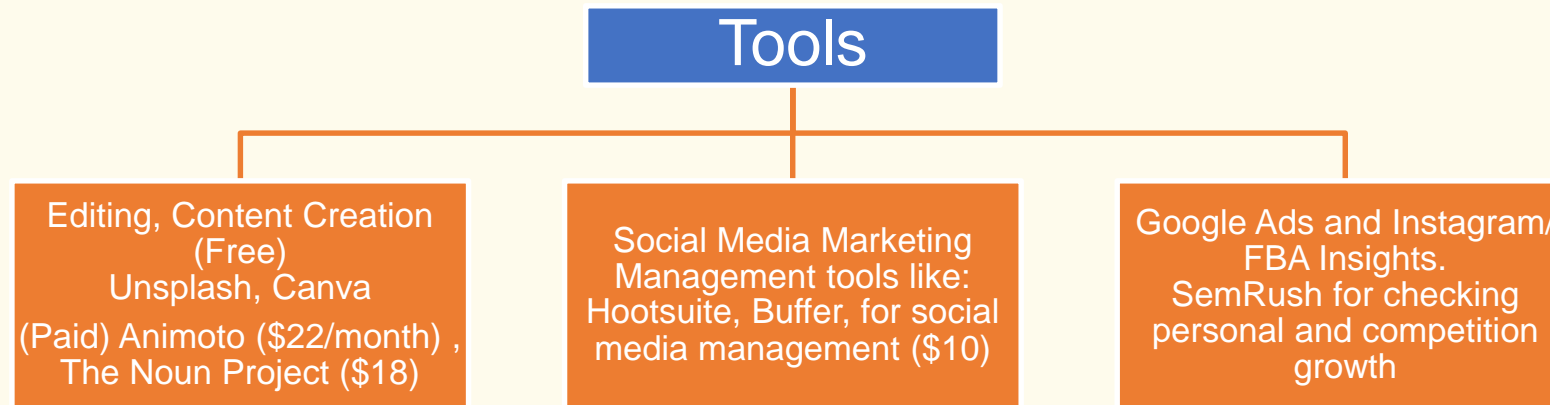 Tools
Editing, Content Creation
(Free)
Unsplash, Canva
(Paid) Animoto ($22/month) ,
The Noun Project ($18)
Social Media Marketing
Management tools like:
Hootsuite, Buffer, for social
media management ($10)
Google Ads and Instagram/
FBA Insights.
SemRush for checking
personal and competition
growth